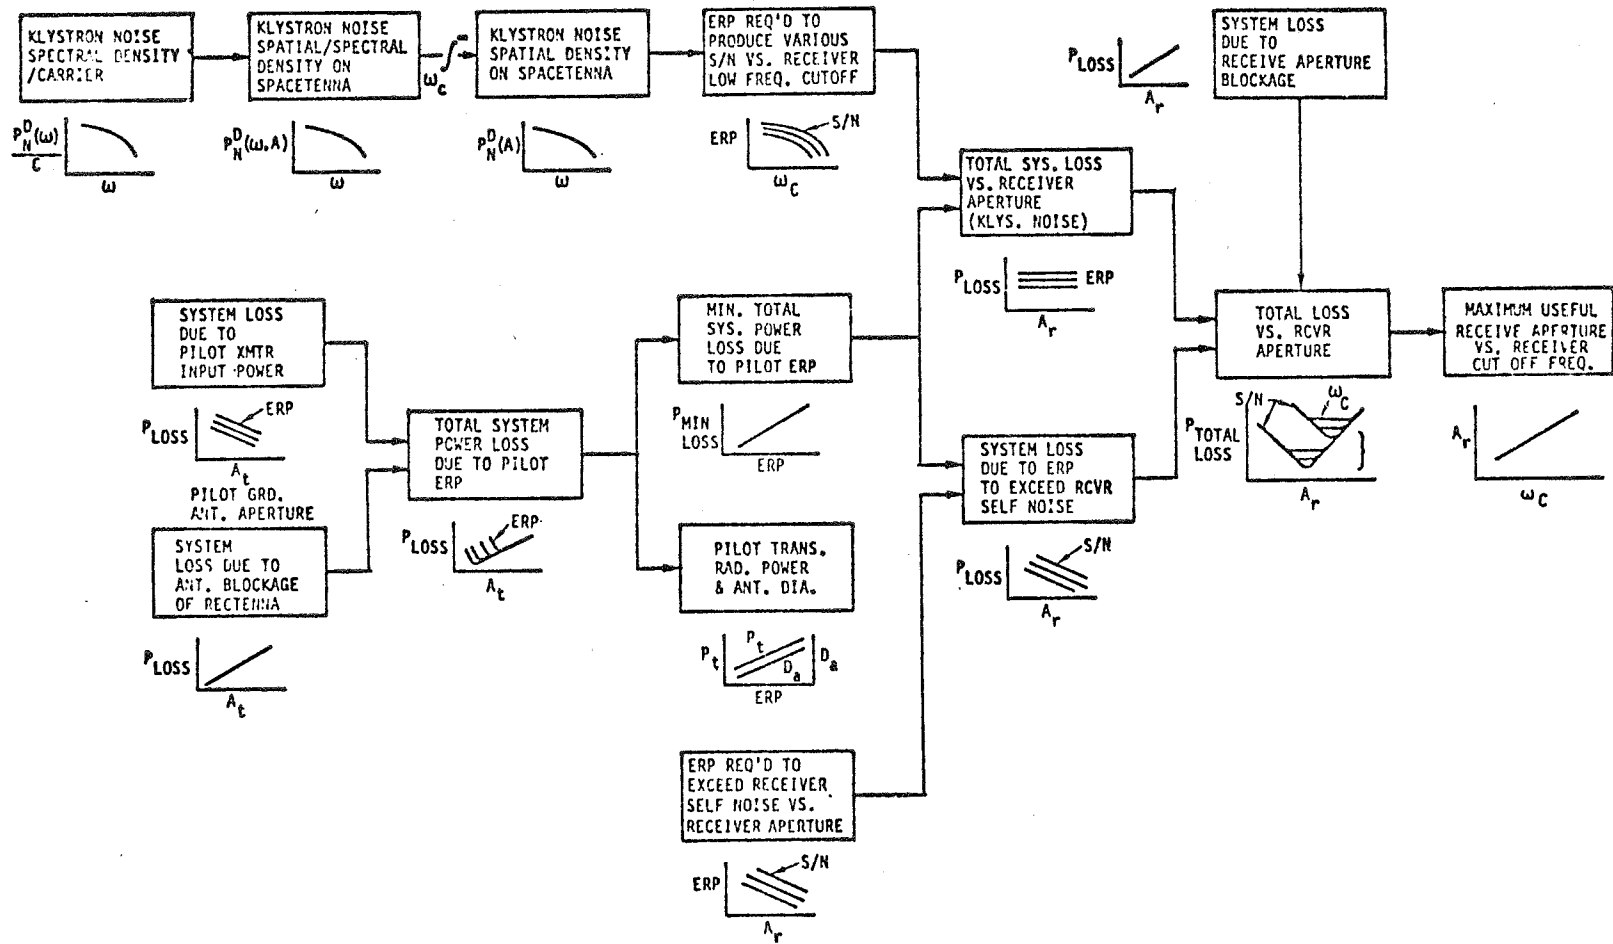 KLYSTRON NOISE
SPECTRAL DENSITY
/CARRIER
KLYSTRON NOISE
SPATIAL/SPECTRAL
DENSITY ON
SPACETENNA
ω_c ∫ ∞
KLYSTRON NOISE
SPATIAL DENSITY
ON SPACETENNA
ERP REQ'D TO
PRODUCE VARIOUS
S/N VS. RECEIVER
LOW FREQ. CUTOFF
P_LOSS
A_r
SYSTEM LOSS
DUE TO
RECEIVE APERTURE
BLOCKAGE
P_N^D(ω)
C
ω
P_N^D(ω,A)
ω
P_N^D(A)
ω
ERP
S/N
ω_C
TOTAL SYS. LOSS
VS. RECEIVER
APERTURE
(KLYS. NOISE)
P_LOSS
ERP
A_r
SYSTEM LOSS
DUE TO
PILOT XMTR
INPUT POWER
MIN. TOTAL
SYS. POWER
LOSS DUE
TO PILOT ERP
TOTAL LOSS
VS. RCVR
APERTURE
MAXIMUM USEFUL
RECEIVE APERTURE
VS. RECEIVER
CUT OFF FREQ.
P_LOSS
ERP
A_t
PILOT GRD.
ANT. APERTURE
TOTAL SYSTEM
POWER LOSS
DUE TO PILOT
ERP
P_MIN
LOSS
ERP
SYSTEM LOSS
DUE TO ERP
TO EXCEED RCVR
SELF NOISE
S/N
ω_C
P_TOTAL
LOSS
}
A_r
A_r
ω_C
SYSTEM
LOSS DUE TO
ANT. BLOCKAGE
OF RECTENNA
P_LOSS
ERP
A_t
PILOT TRANS.
RAD. POWER
& ANT. DIA.
P_LOSS
S/N
A_r
P_LOSS
A_t
P_t
P_t
D_a
D_a
ERP
ERP REQ'D TO
EXCEED RECEIVER
SELF NOISE VS.
RECEIVER APERTURE
ERP
S/N
A_r